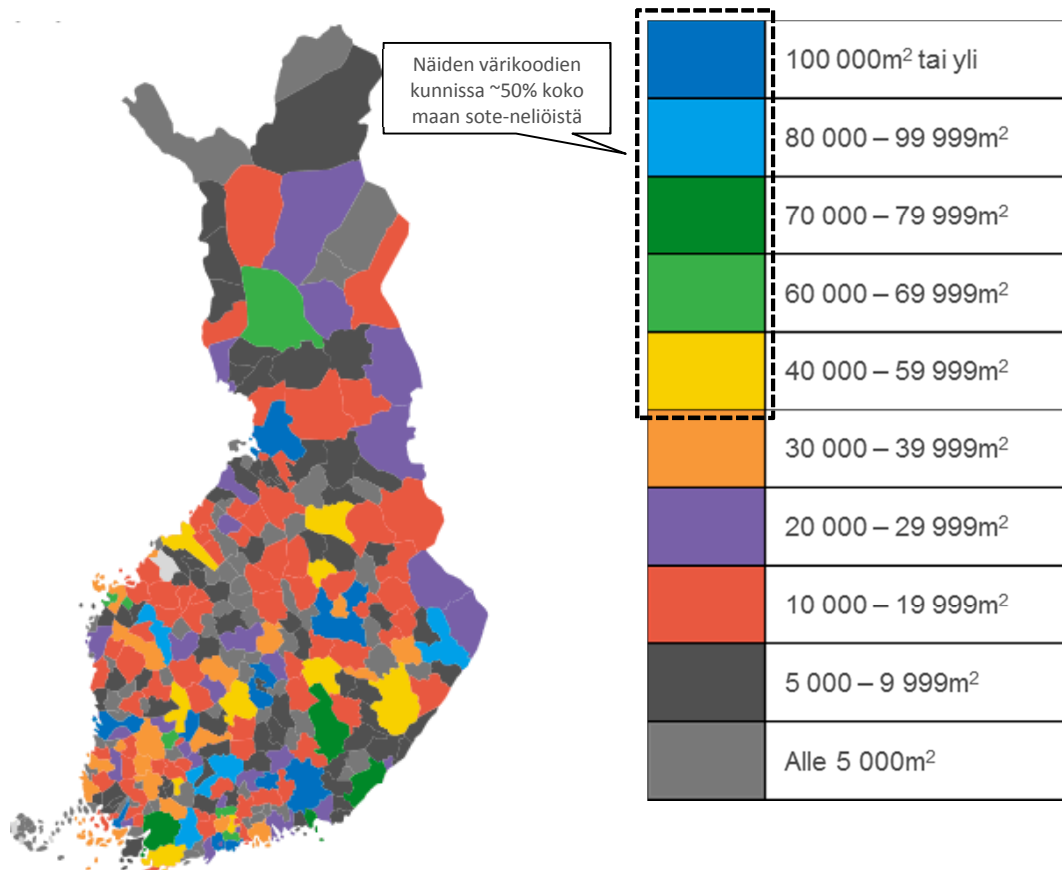 Näiden värikoodien
kunnissa ~50% koko
maan sote-neliöistä
100 000m² tai yli
80 000 – 99 999m²
70 000 – 79 999m²
60 000 – 69 999m²
40 000 – 59 999m²
30 000 – 39 999m²
20 000 – 29 999m²
10 000 – 19 999m²
5 000 – 9 999m²
Alle 5 000m²